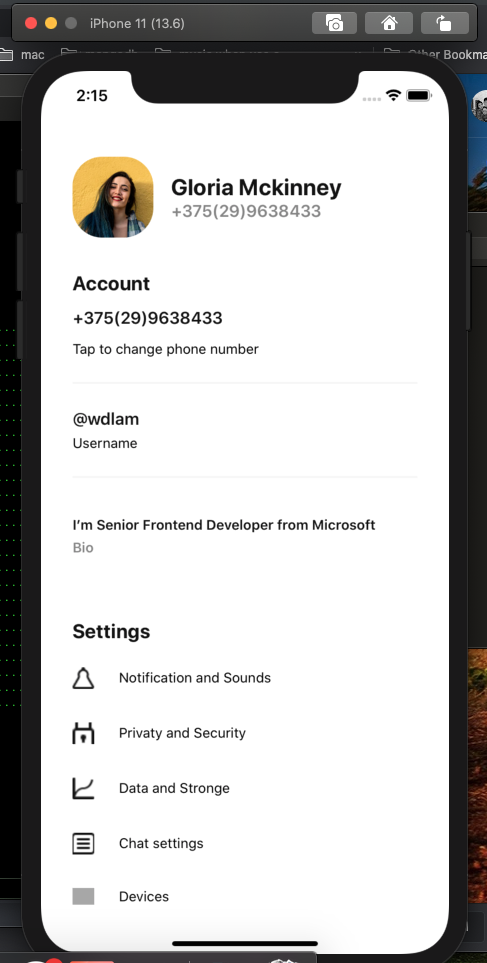 iPhone 11 (13.6)
mac
Other Bookma
2:15
Gloria Mckinney
+375(29)9638433
Account
+375(29)9638433
Tap to change phone number
@wdlam
Username
I’m Senior Frontend Developer from Microsoft
Bio
Settings
Notification and Sounds
Privaty and Security
Data and Stronge
Chat settings
Devices